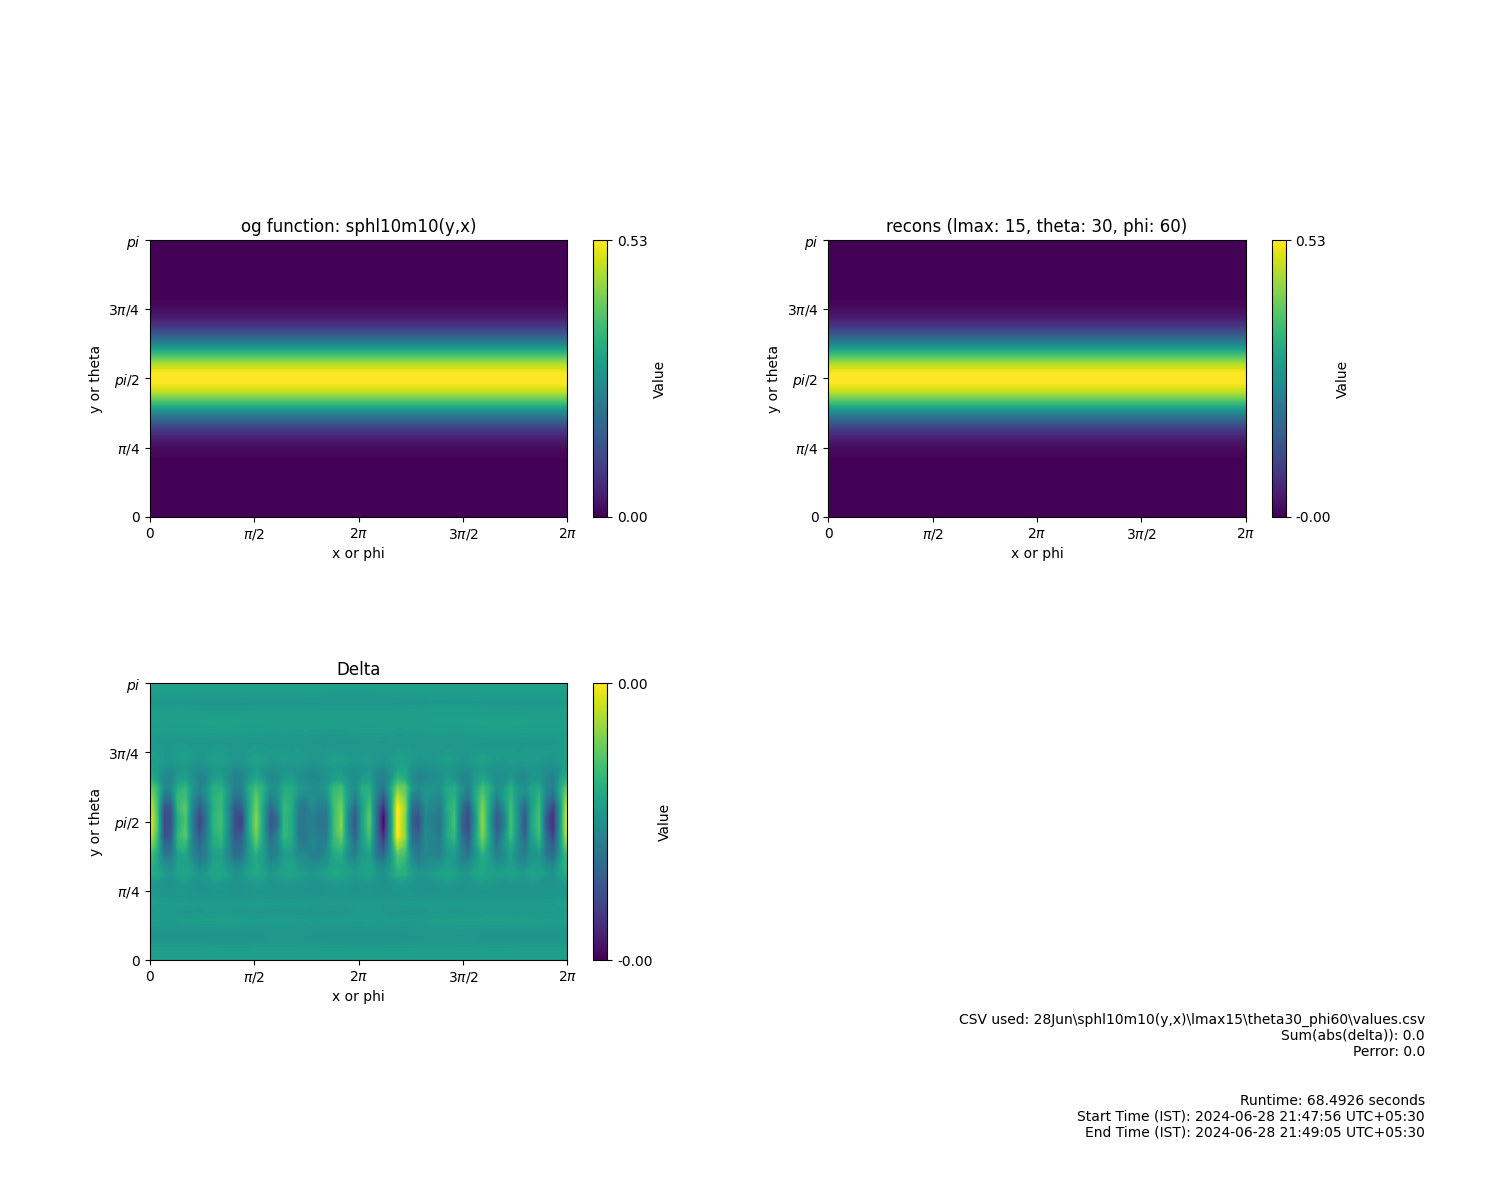 og function: sphl10m10(y,x)
pi
3π/4
pi/2
π/4
0
y or theta
0 π/2 2π 3π/2 2π
x or phi
0.53
0.00
Value
recons (lmax: 15, theta: 30, phi: 60)
pi
3π/4
pi/2
π/4
0
y or theta
0 π/2 2π 3π/2 2π
x or phi
0.53
-0.00
Value
Delta
pi
3π/4
pi/2
π/4
0
y or theta
0 π/2 2π 3π/2 2π
x or phi
0.00
-0.00
Value
CSV used: 28Jun\sphl10m10(y,x)\lmax15\theta30_phi60\values.csv
Sum(abs(delta)): 0.0
Perror: 0.0
Runtime: 68.4926 seconds
Start Time (IST): 2024-06-28 21:47:56 UTC+05:30
End Time (IST): 2024-06-28 21:49:05 UTC+05:30